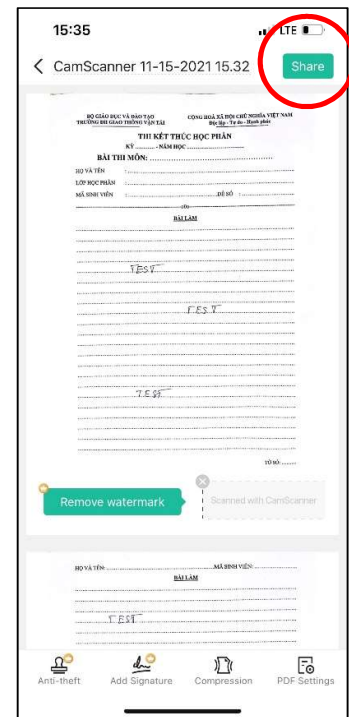 15:35 LTE
CamScanner 11-15-2021 15.32 Share
BỘ GIÁO DỤC VÀ ĐÀO TẠO CỘNG HOÀ XÃ HỘI CHỦ NGHĨA VIỆT NAM
TRƯỜNG ĐH GIAO THÔNG VẬN TẢI Độc lập - Tự do - Hạnh phúc
THI KẾT THÚC HỌC PHẦN
KỲ ............ - NĂM HỌC ........................
BÀI THI MÔN: ................................................
HỌ VÀ TÊN :
LỚP HỌC PHẦN :
MÃ SINH VIÊN : ĐỀ SỐ :
BÀI LÀM
TEST
TEST
TEST
TỜ SỐ: ........
Remove watermark Scanned with CamScanner
HỌ VÀ TÊN: MÃ SINH VIÊN:
BÀI LÀM
TEST
Anti-theft Add Signature Compression PDF Settings